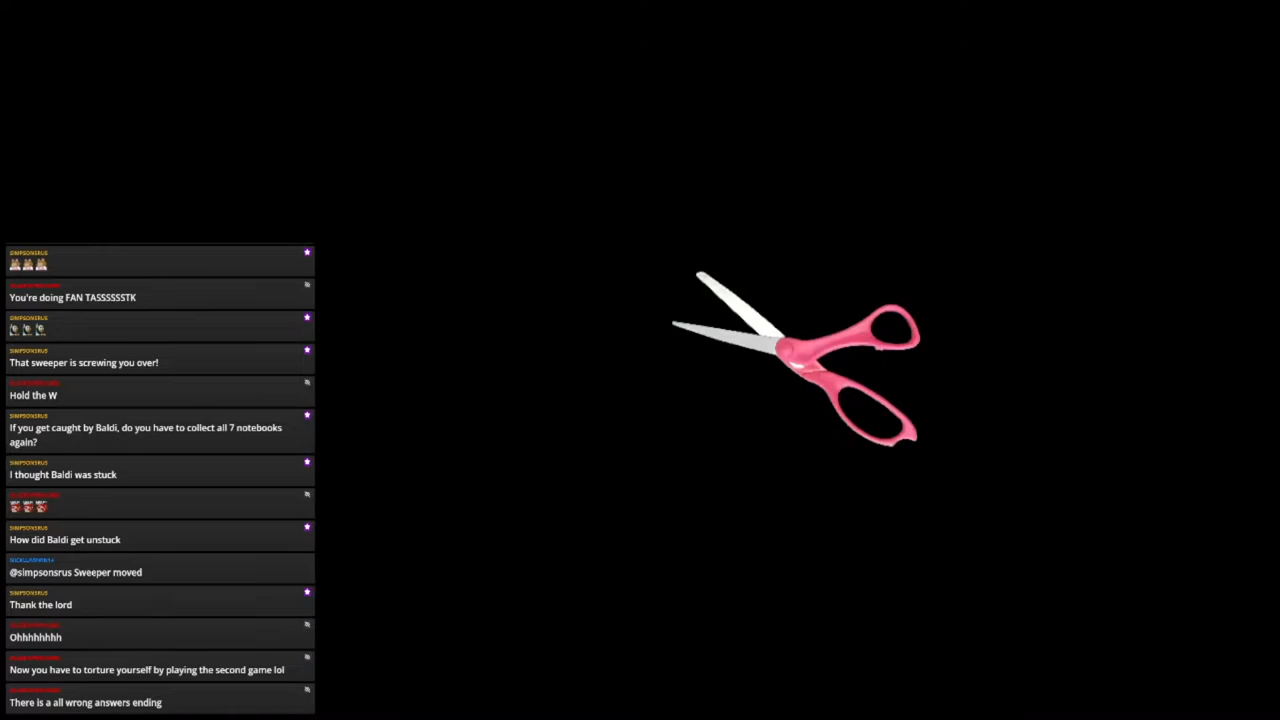 SIMPSONSRUS
You're doing FAN TASSSSSSTK
SIMPSONSRUS
SIMPSONSRUS
That sweeper is screwing you over!
Hold the W
SIMPSONSRUS
If you get caught by Baldi, do you have to collect all 7 notebooks
again?
SIMPSONSRUS
I thought Baldi was stuck
SIMPSONSRUS
How did Baldi get unstuck
@simpsonsrus Sweeper moved
SIMPSONSRUS
Thank the lord
Ohhhhhhhh
Now you have to torture yourself by playing the second game lol
There is a all wrong answers ending